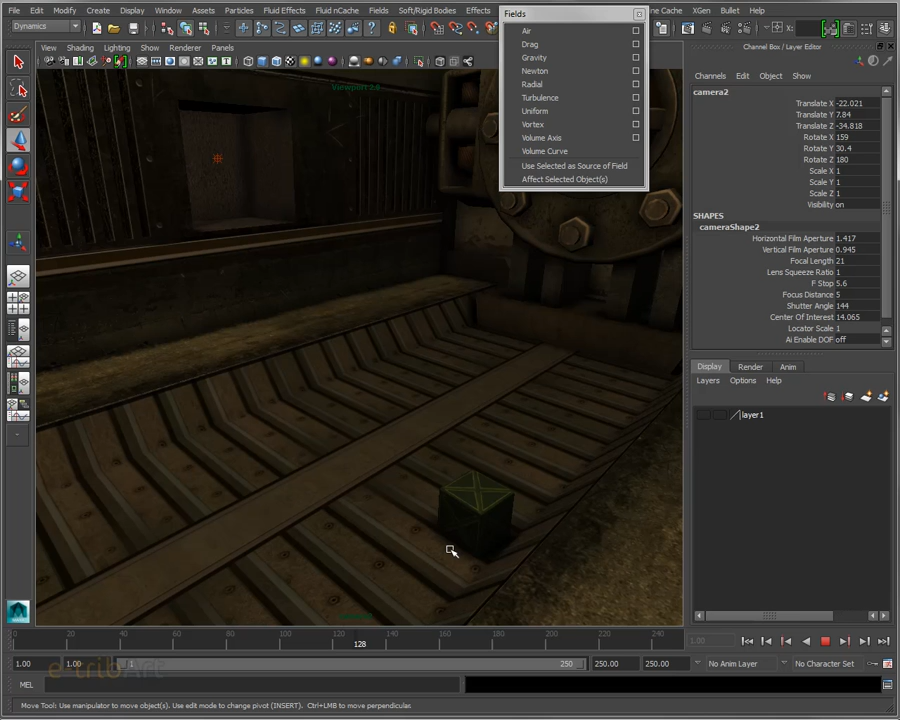 File Edit Modify Create Display Window Assets Particles Fluid Effects Fluid nCache Fields Soft/Rigid Bodies Effects ne Cache XGen Bullet Help
Dynamics X:
Fields
Air
Drag
Gravity
Newton
Radial
Turbulence
Uniform
Vortex
Volume Axis
Volume Curve
Use Selected as Source of Field
Affect Selected Object(s)
View Shading Lighting Show Renderer Panels
Viewport 2.0
Channel Box / Layer Editor
Channels Edit Object Show
camera2
Translate X -22.021
Translate Y 7.84
Translate Z -34.818
Rotate X 159
Rotate Y 30.4
Rotate Z 180
Scale X 1
Scale Y 1
Scale Z 1
Visibility on
SHAPES
cameraShape2
Horizontal Film Aperture 1.417
Vertical Film Aperture 0.945
Focal Length 21
Lens Squeeze Ratio 1
F Stop 5.6
Focus Distance 5
Shutter Angle 144
Center Of Interest 14.065
Locator Scale 1
Ai Enable DOF off
Display Render Anim
Layers Options Help
layer1
0 20 40 60 80 100 120 140 160 180 200 220 240
128
1.00
1.00 1.00 1 250 250.00 250.00 No Anim Layer No Character Set
e-tribArt
MEL
Move Tool: Use manipulator to move object(s). Use edit mode to change pivot (INSERT). Ctrl+LMB to move perpendicular.